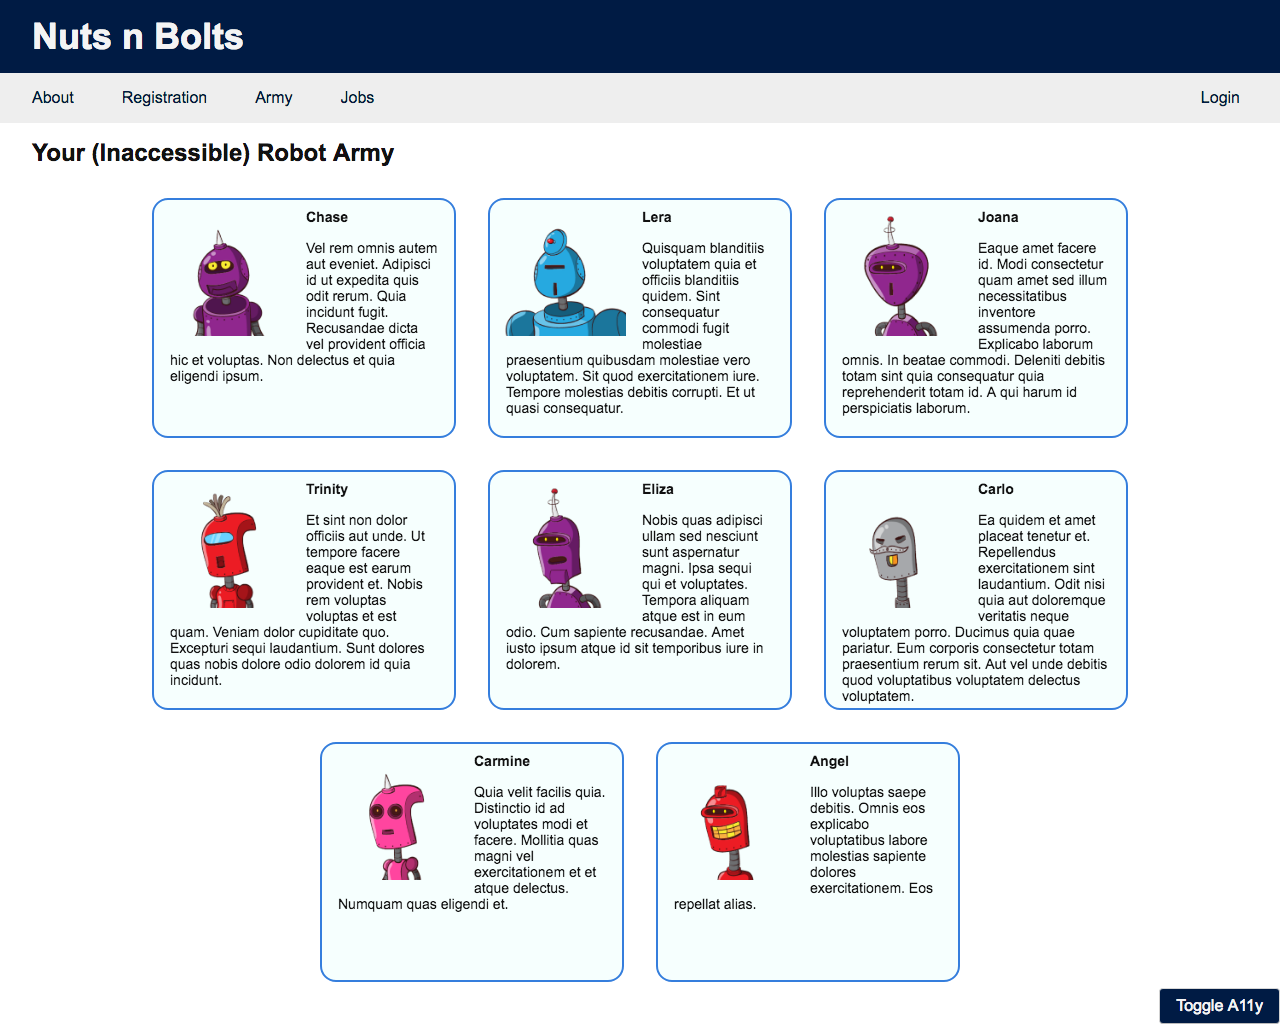 Nuts n Bolts
About Registration Army Jobs Login
Your (Inaccessible) Robot Army
Chase
Vel rem omnis autem
aut eveniet. Adipisci
id ut expedita quis
odit rerum. Quia
incidunt fugit.
Recusandae dicta
vel provident officia
hic et voluptas. Non delectus et quia
eligendi ipsum.
Lera
Quisquam blanditiis
voluptatem quia et
officiis blanditiis
quidem. Sint
consequatur
commodi fugit
molestiae
praesentium quibusdam molestiae vero
voluptatem. Sit quod exercitationem iure.
Tempore molestias debitis corrupti. Et ut
quasi consequatur.
Joana
Eaque amet facere
id. Modi consectetur
quam amet sed illum
necessitatibus
inventore
assumenda porro.
Explicabo laborum
omnis. In beatae commodi. Deleniti debitis
totam sint quia consequatur quia
reprehenderit totam id. A qui harum id
perspiciatis laborum.
Trinity
Et sint non dolor
officiis aut unde. Ut
tempore facere
eaque est earum
provident et. Nobis
rem voluptas
voluptas et est
quam. Veniam dolor cupiditate quo.
Excepturi sequi laudantium. Sunt dolores
quas nobis dolore odio dolorem id quia
incidunt.
Eliza
Nobis quas adipisci
ullam sed nesciunt
sunt aspernatur
magni. Ipsa sequi
qui et voluptates.
Tempora aliquam
atque est in eum
odio. Cum sapiente recusandae. Amet
iusto ipsum atque id sit temporibus iure in
dolorem.
Carlo
Ea quidem et amet
placeat tenetur et.
Repellendus
exercitationem sint
laudantium. Odit nisi
quia aut doloremque
veritatis neque
voluptatem porro. Ducimus quia quae
pariatur. Eum corporis consectetur totam
praesentium rerum sit. Aut vel unde debitis
quod voluptatibus voluptatem delectus
voluptatem.
Carmine
Quia velit facilis quia.
Distinctio id ad
voluptates modi et
facere. Mollitia quas
magni vel
exercitationem et et
atque delectus.
Numquam quas eligendi et.
Angel
Illo voluptas saepe
debitis. Omnis eos
explicabo
voluptatibus labore
molestias sapiente
dolores
exercitationem. Eos
repellat alias.
Toggle A11y